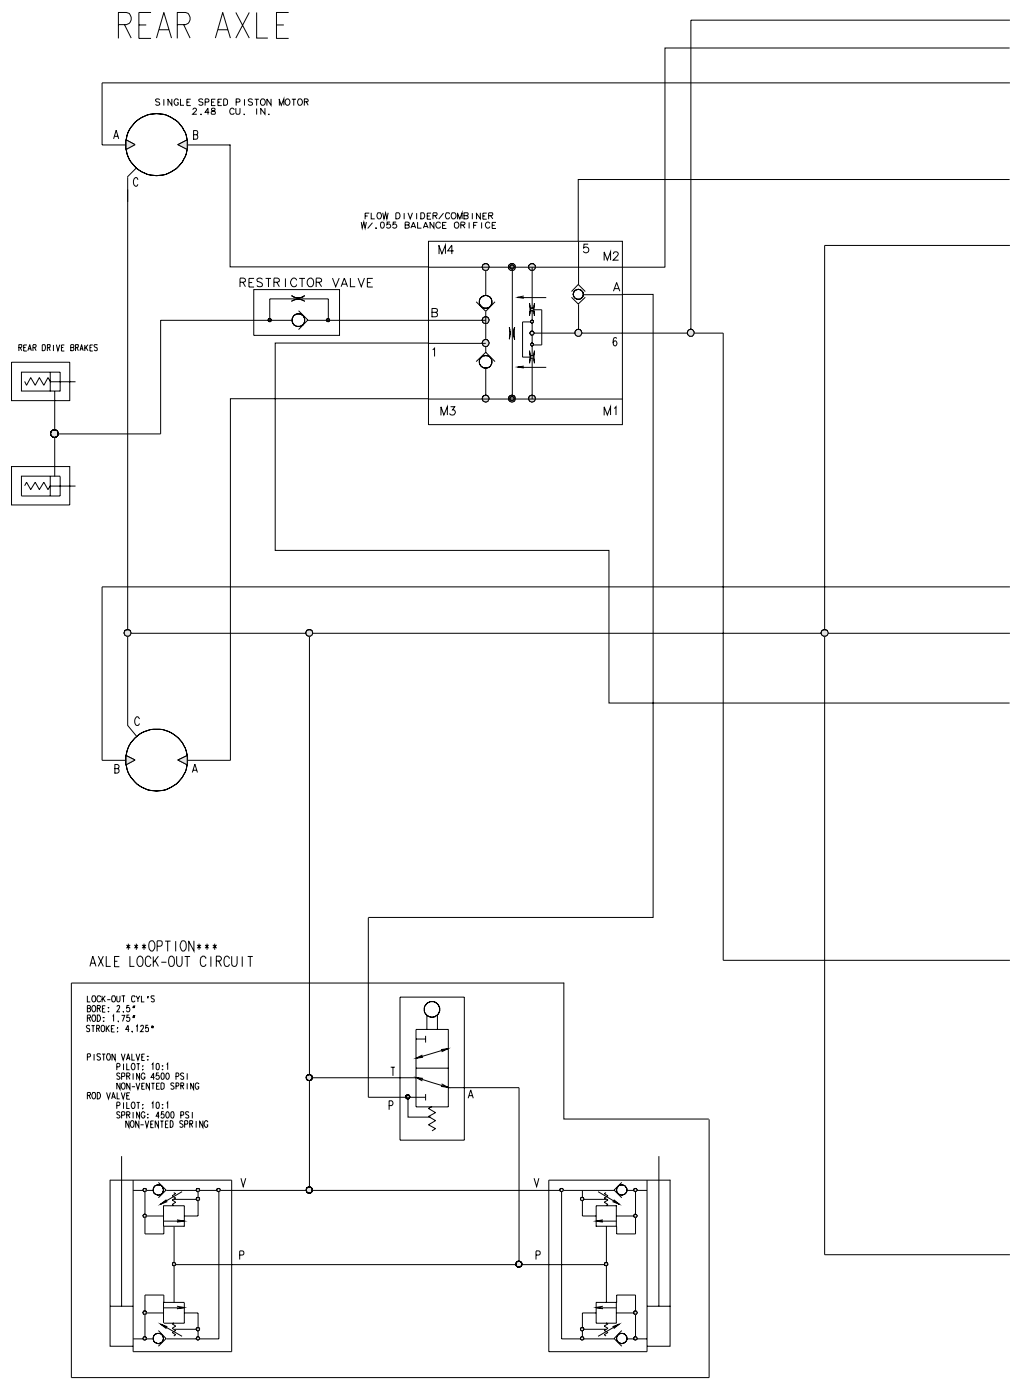 REAR AXLE
SINGLE SPEED PISTON MOTOR
2.48 CU. IN.
A
B
C
FLOW DIVIDER/COMBINER
W/.055 BALANCE ORIFICE
M4
5
M2
RESTRICTOR VALVE
A
B
1
6
REAR DRIVE BRAKES
M3
M1
C
B
A
***OPTION***
AXLE LOCK-OUT CIRCUIT
LOCK-OUT CYL'S
BORE: 2.5"
ROD: 1.75"
STROKE: 4.125"
PISTON VALVE:
PILOT: 10:1
SPRING 4500 PSI
NON-VENTED SPRING
ROD VALVE
PILOT: 10:1
SPRING: 4500 PSI
NON-VENTED SPRING
T
A
P
V
V
P
P